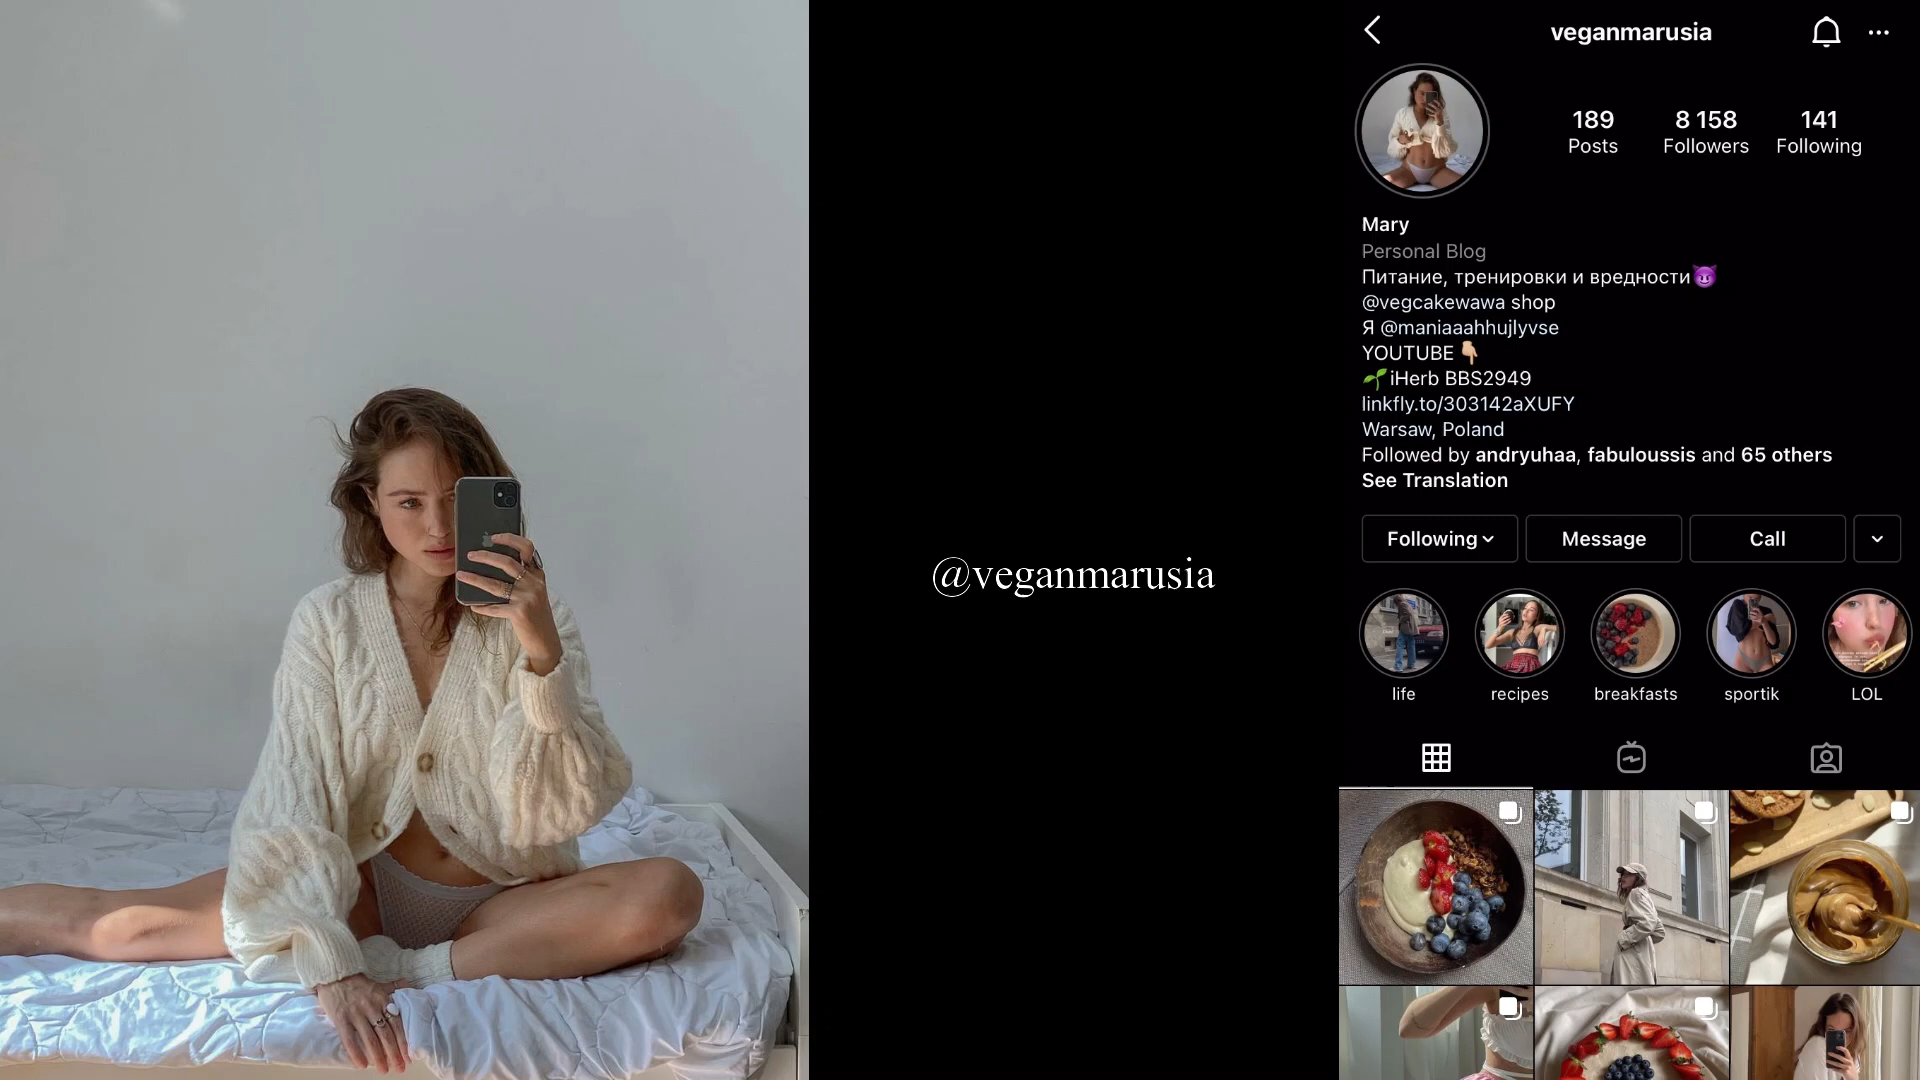 @veganmarusia
veganmarusia
189
Posts
8 158
Followers
141
Following
Mary
Personal Blog
Питание, тренировки и вредности😈
@vegcakewawa shop
Я @maniaaahhujlyvse
YOUTUBE 👇🏼
🌱iHerb BBS2949
linkfly.to/303142aXUFY
Warsaw, Poland
Followed by andryuhaa, fabuloussis and 65 others
See Translation
Following
Message
Call
life
recipes
breakfasts
sportik
LOL